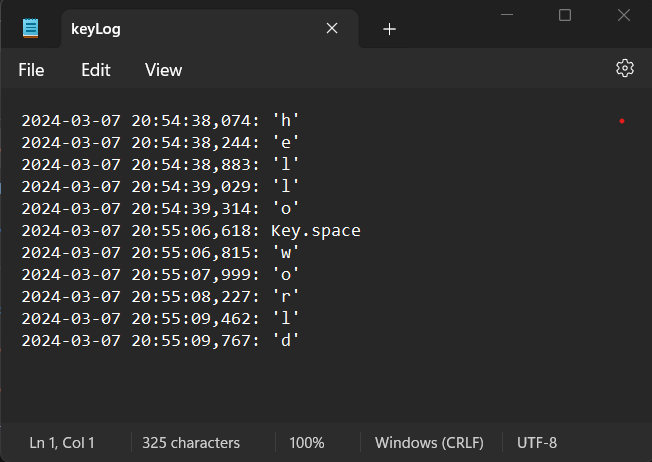 keyLog
File Edit View
2024-03-07 20:54:38,074: 'h'
2024-03-07 20:54:38,244: 'e'
2024-03-07 20:54:38,883: 'l'
2024-03-07 20:54:39,029: 'l'
2024-03-07 20:54:39,314: 'o'
2024-03-07 20:55:06,618: Key.space
2024-03-07 20:55:06,815: 'w'
2024-03-07 20:55:07,999: 'o'
2024-03-07 20:55:08,227: 'r'
2024-03-07 20:55:09,462: 'l'
2024-03-07 20:55:09,767: 'd'
Ln 1, Col 1 325 characters 100% Windows (CRLF) UTF-8